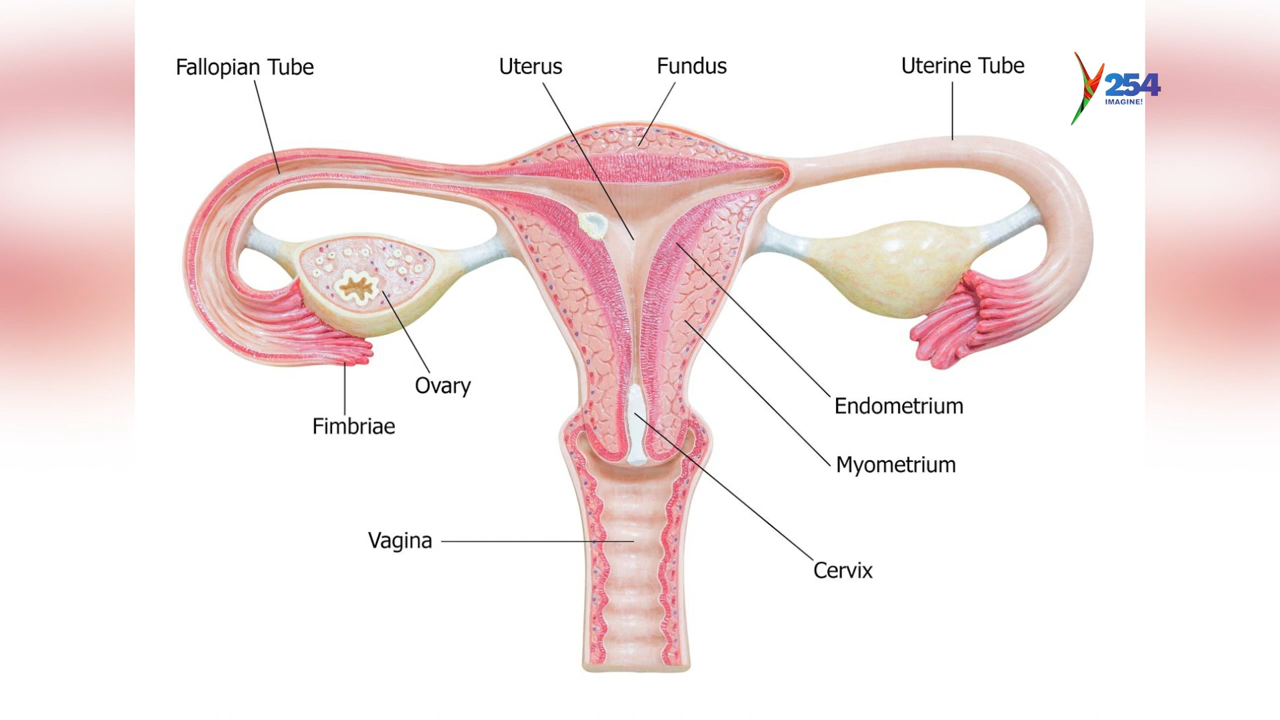 Fallopian Tube
Uterus
Fundus
Uterine Tube
254
IMAGINE!
Ovary
Fimbriae
Endometrium
Myometrium
Vagina
Cervix